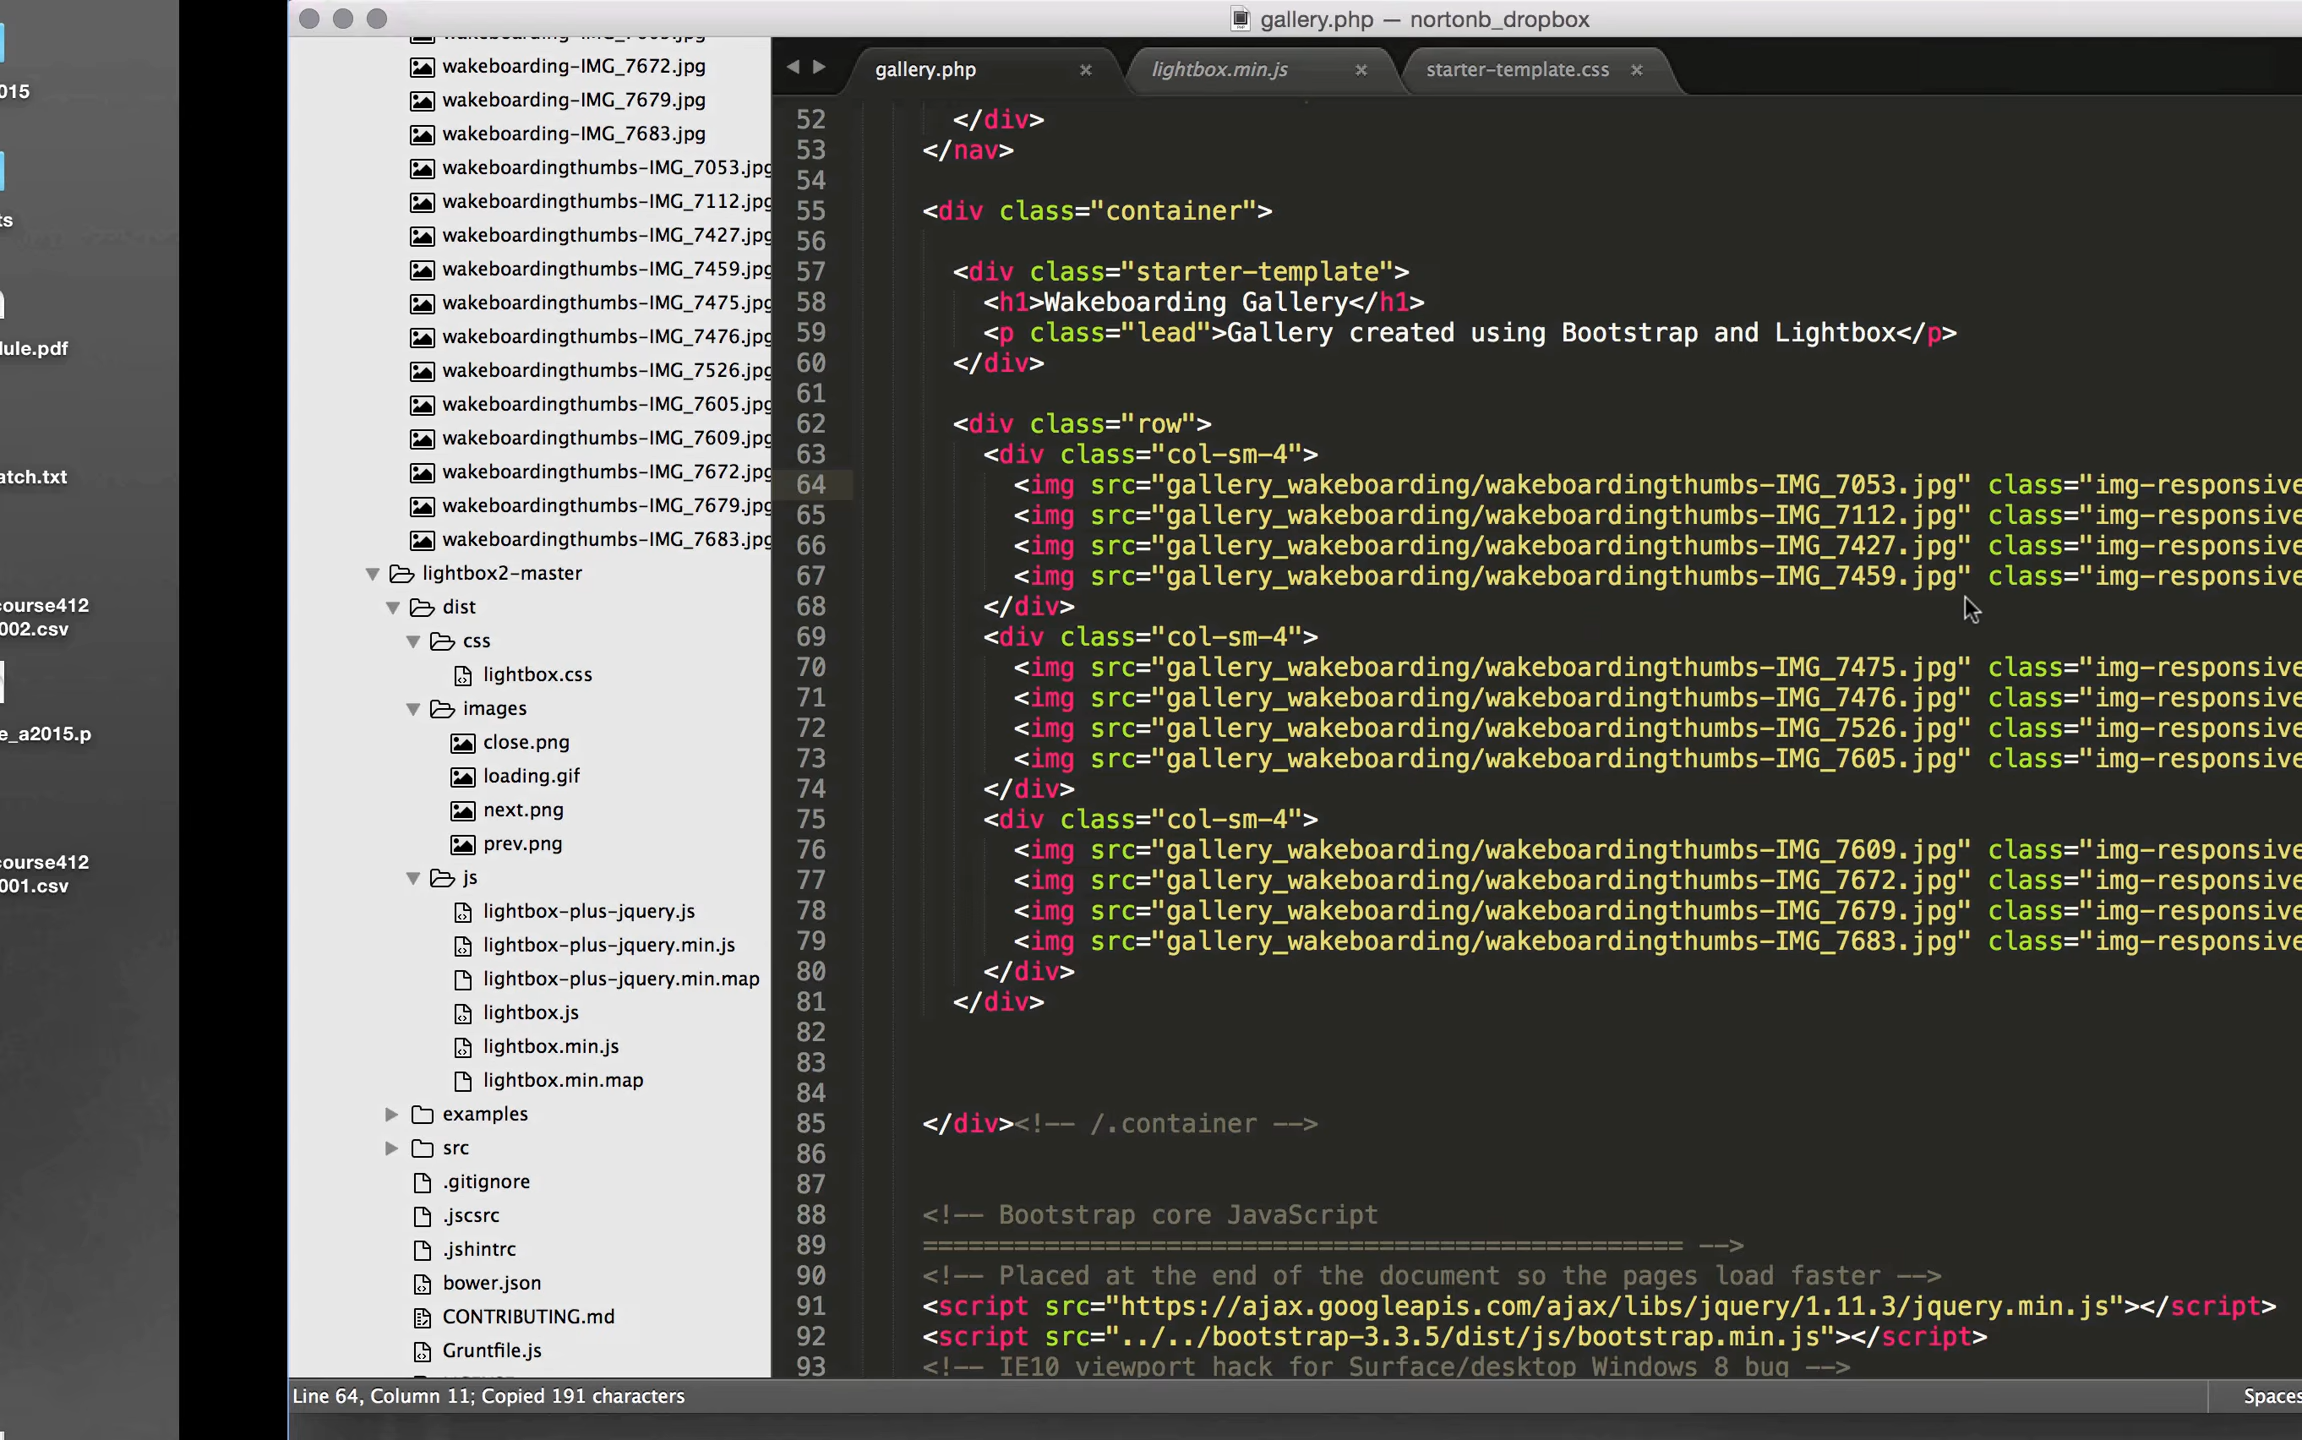 gallery.php — nortonb_dropbox
015
ts
lule.pdf
atch.txt
course412
002.csv
e_a2015.p
course412
001.csv
wakeboarding-IMG_7672.jpg
wakeboarding-IMG_7679.jpg
wakeboarding-IMG_7683.jpg
wakeboardingthumbs-IMG_7053.jpg
wakeboardingthumbs-IMG_7112.jpg
wakeboardingthumbs-IMG_7427.jpg
wakeboardingthumbs-IMG_7459.jpg
wakeboardingthumbs-IMG_7475.jpg
wakeboardingthumbs-IMG_7476.jpg
wakeboardingthumbs-IMG_7526.jpg
wakeboardingthumbs-IMG_7605.jpg
wakeboardingthumbs-IMG_7609.jpg
wakeboardingthumbs-IMG_7672.jpg
wakeboardingthumbs-IMG_7679.jpg
wakeboardingthumbs-IMG_7683.jpg
lightbox2-master
dist
css
lightbox.css
images
close.png
loading.gif
next.png
prev.png
js
lightbox-plus-jquery.js
lightbox-plus-jquery.min.js
lightbox-plus-jquery.min.map
lightbox.js
lightbox.min.js
lightbox.min.map
examples
src
.gitignore
.jscsrc
.jshintrc
bower.json
CONTRIBUTING.md
Gruntfile.js
gallery.php × lightbox.min.js × starter-template.css ×
52 </div>
53 </nav>
54
55 <div class="container">
56
57 <div class="starter-template">
58 <h1>Wakeboarding Gallery</h1>
59 <p class="lead">Gallery created using Bootstrap and Lightbox</p>
60 </div>
61
62 <div class="row">
63 <div class="col-sm-4">
64 <img src="gallery_wakeboarding/wakeboardingthumbs-IMG_7053.jpg" class="img-responsive
65 <img src="gallery_wakeboarding/wakeboardingthumbs-IMG_7112.jpg" class="img-responsive
66 <img src="gallery_wakeboarding/wakeboardingthumbs-IMG_7427.jpg" class="img-responsive
67 <img src="gallery_wakeboarding/wakeboardingthumbs-IMG_7459.jpg" class="img-responsive
68 </div>
69 <div class="col-sm-4">
70 <img src="gallery_wakeboarding/wakeboardingthumbs-IMG_7475.jpg" class="img-responsive
71 <img src="gallery_wakeboarding/wakeboardingthumbs-IMG_7476.jpg" class="img-responsive
72 <img src="gallery_wakeboarding/wakeboardingthumbs-IMG_7526.jpg" class="img-responsive
73 <img src="gallery_wakeboarding/wakeboardingthumbs-IMG_7605.jpg" class="img-responsive
74 </div>
75 <div class="col-sm-4">
76 <img src="gallery_wakeboarding/wakeboardingthumbs-IMG_7609.jpg" class="img-responsive
77 <img src="gallery_wakeboarding/wakeboardingthumbs-IMG_7672.jpg" class="img-responsive
78 <img src="gallery_wakeboarding/wakeboardingthumbs-IMG_7679.jpg" class="img-responsive
79 <img src="gallery_wakeboarding/wakeboardingthumbs-IMG_7683.jpg" class="img-responsive
80 </div>
81 </div>
82
83
84
85 </div><!-- /.container -->
86
87
88 <!-- Bootstrap core JavaScript
89 ================================================== -->
90 <!-- Placed at the end of the document so the pages load faster -->
91 <script src="https://ajax.googleapis.com/ajax/libs/jquery/1.11.3/jquery.min.js"></script>
92 <script src="../../bootstrap-3.3.5/dist/js/bootstrap.min.js"></script>
93 <!-- IE10 viewport hack for Surface/desktop Windows 8 bug -->
Line 64, Column 11; Copied 191 characters
Spaces